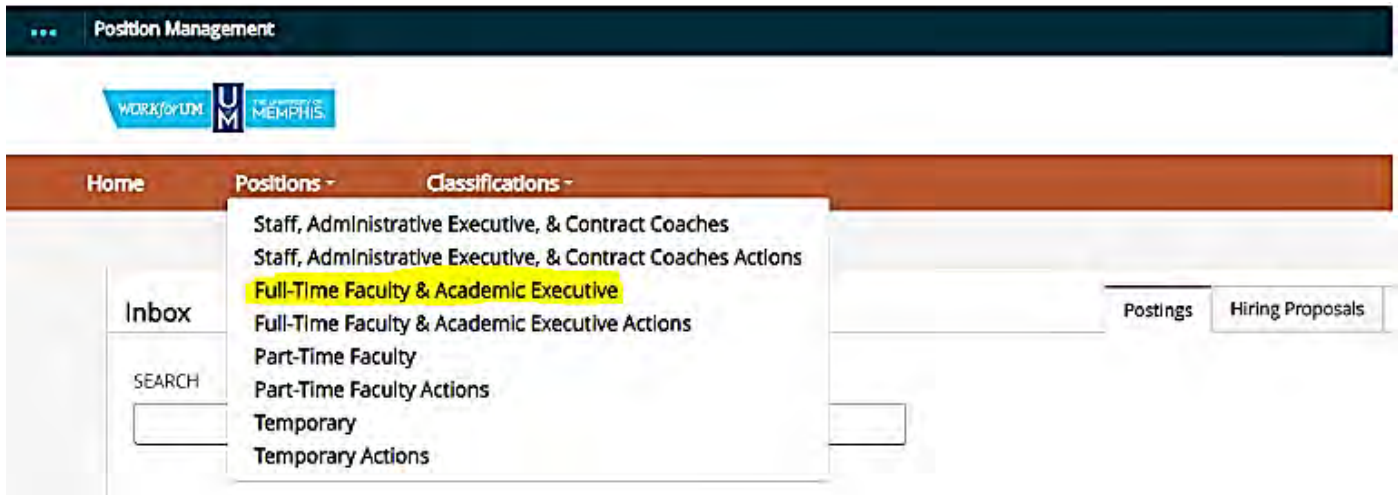 Position Management
WORKforUM
UM
THE UNIVERSITY OF
MEMPHIS.
Home Positions Classifications
Staff, Administrative Executive, & Contract Coaches
Staff, Administrative Executive, & Contract Coaches Actions
Full-Time Faculty & Academic Executive
Full-Time Faculty & Academic Executive Actions
Part-Time Faculty
Part-Time Faculty Actions
Temporary
Temporary Actions
Inbox
Postings Hiring Proposals
SEARCH